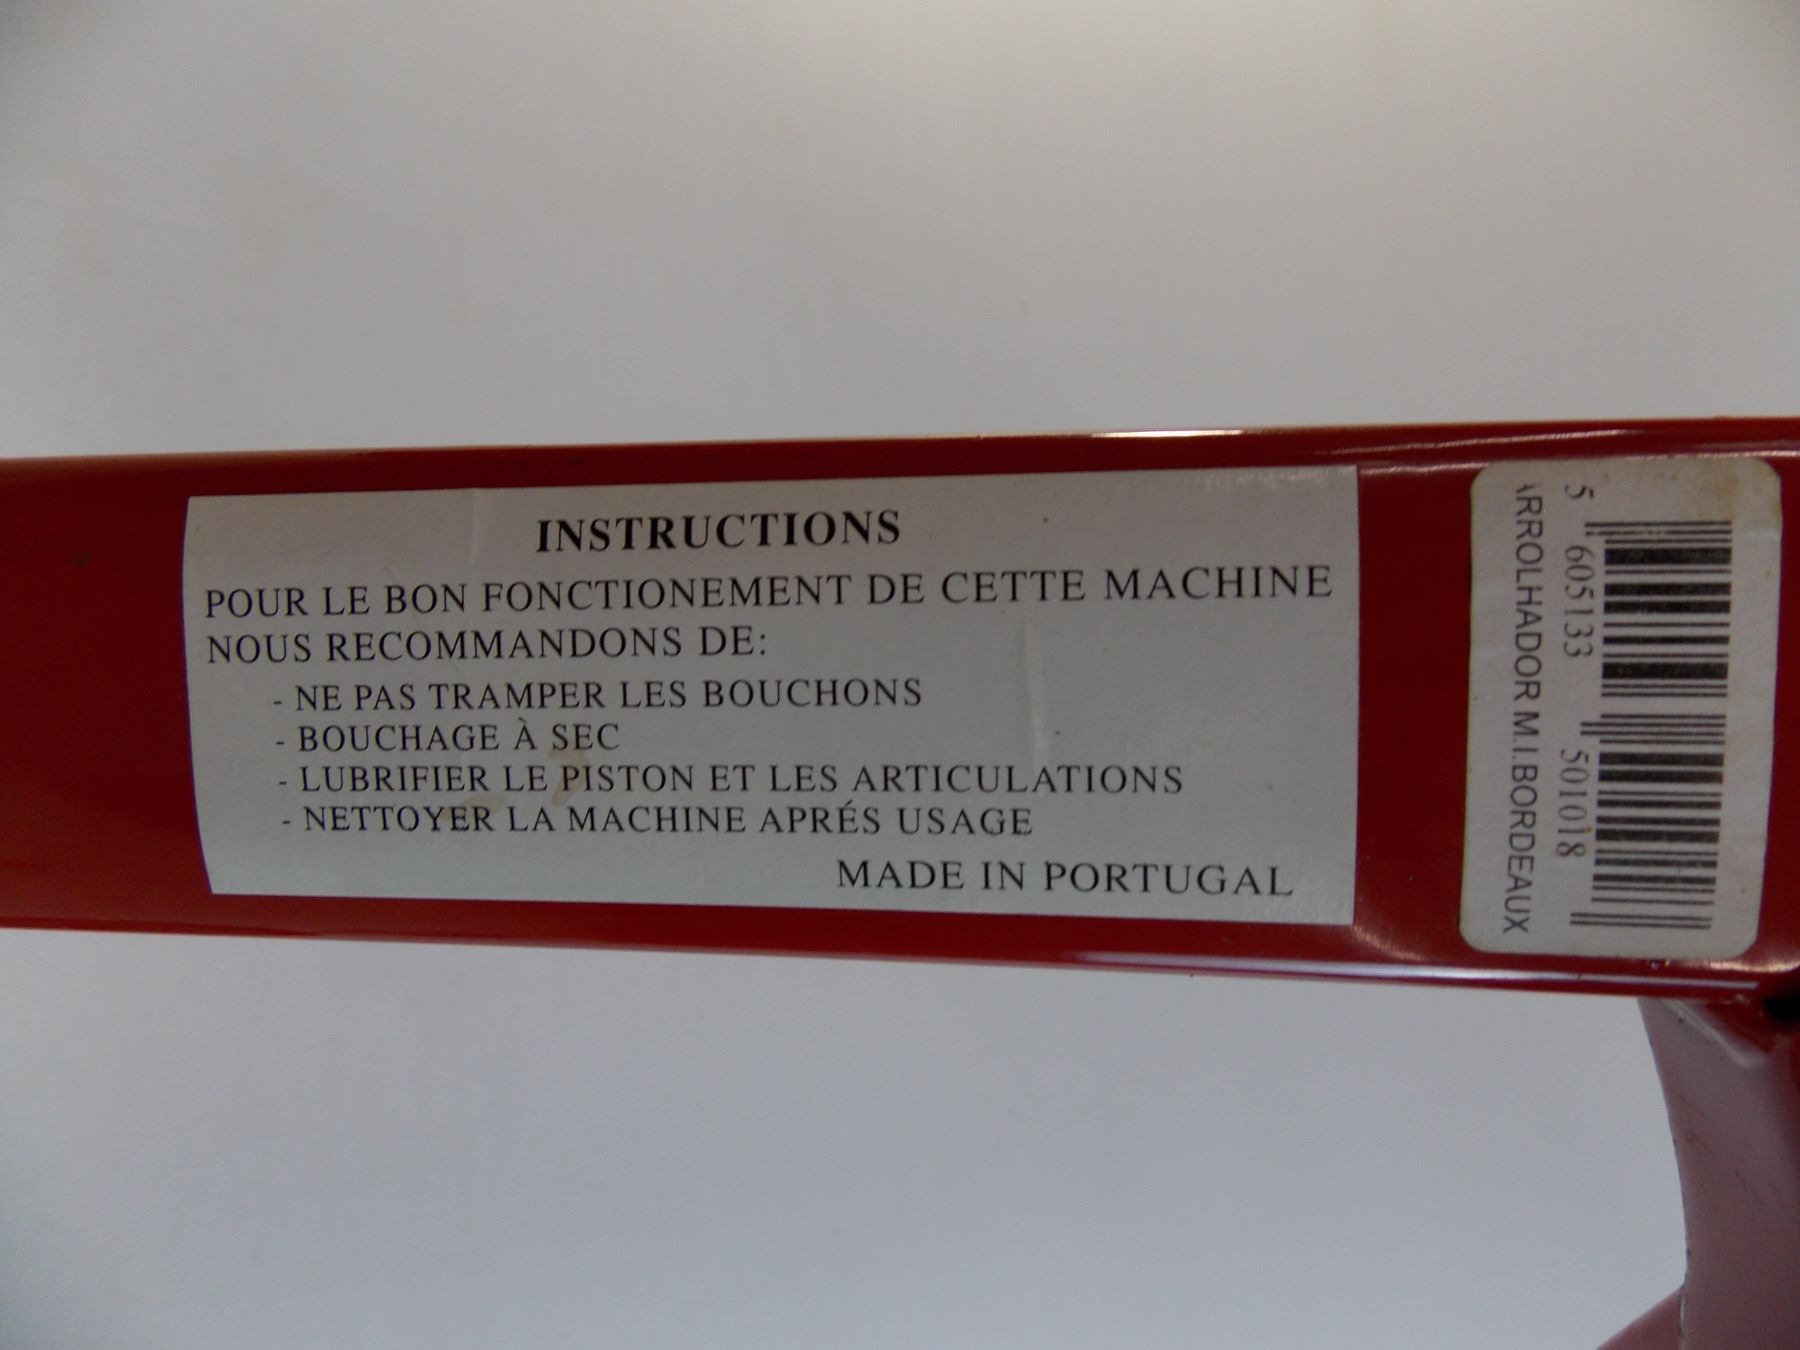 INSTRUCTIONS
POUR LE BON FONCTIONEMENT DE CETTE MACHINE
NOUS RECOMMANDONS DE:
- NE PAS TRAMPER LES BOUCHONS
- BOUCHAGE À SEC
- LUBRIFIER LE PISTON ET LES ARTICULATIONS
- NETTOYER LA MACHINE APRÉS USAGE
MADE IN PORTUGAL
5 605133 501018
ARROLHADOR M.I.BORDEAUX